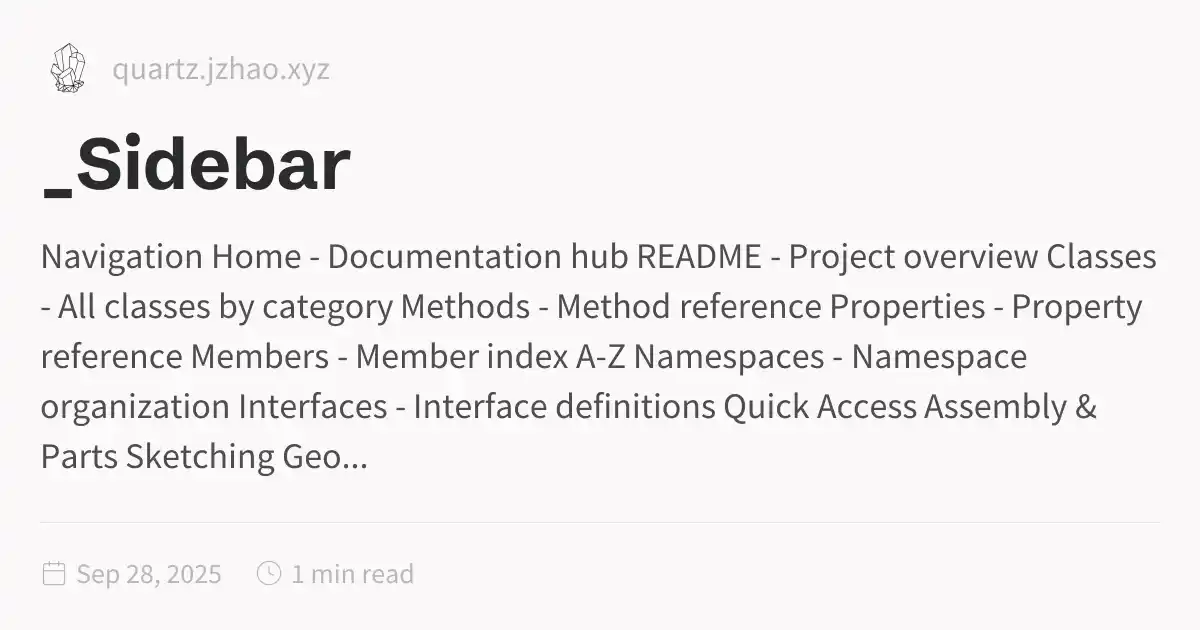 quartz.jzhao.xyz
_Sidebar
Navigation Home - Documentation hub README - Project overview Classes
- All classes by category Methods - Method reference Properties - Property
reference Members - Member index A-Z Namespaces - Namespace
organization Interfaces - Interface definitions Quick Access Assembly &
Parts Sketching Geo...
Sep 28, 2025 1 min read